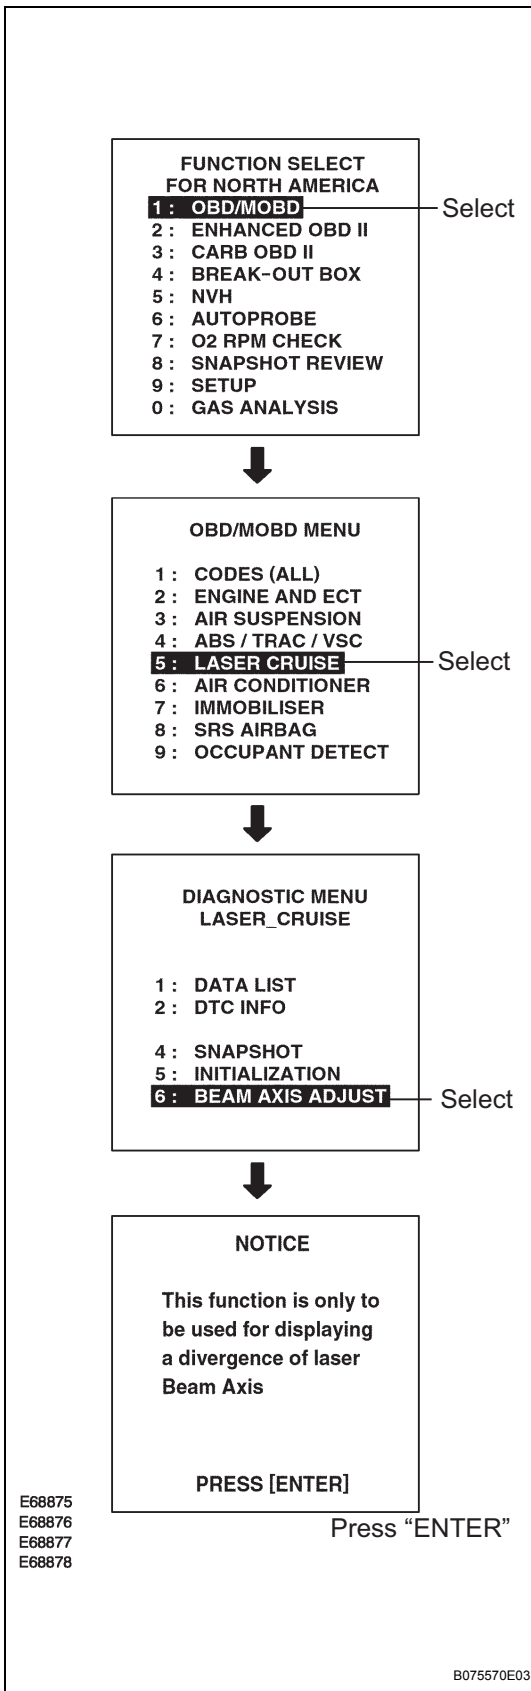 FUNCTION SELECT
FOR NORTH AMERICA
1 : OBD/MOBD Select
2 : ENHANCED OBD II
3 : CARB OBD II
4 : BREAK-OUT BOX
5 : NVH
6 : AUTOPROBE
7 : O2 RPM CHECK
8 : SNAPSHOT REVIEW
9 : SETUP
0 : GAS ANALYSIS
OBD/MOBD MENU
1 : CODES (ALL)
2 : ENGINE AND ECT
3 : AIR SUSPENSION
4 : ABS / TRAC / VSC
5 : LASER CRUISE Select
6 : AIR CONDITIONER
7 : IMMOBILISER
8 : SRS AIRBAG
9 : OCCUPANT DETECT
DIAGNOSTIC MENU
LASER_CRUISE
1 : DATA LIST
2 : DTC INFO
4 : SNAPSHOT
5 : INITIALIZATION
6 : BEAM AXIS ADJUST Select
NOTICE
This function is only to
be used for displaying
a divergence of laser
Beam Axis
PRESS [ENTER]
Press “ENTER”
E68875
E68876
E68877
E68878
B075570E03